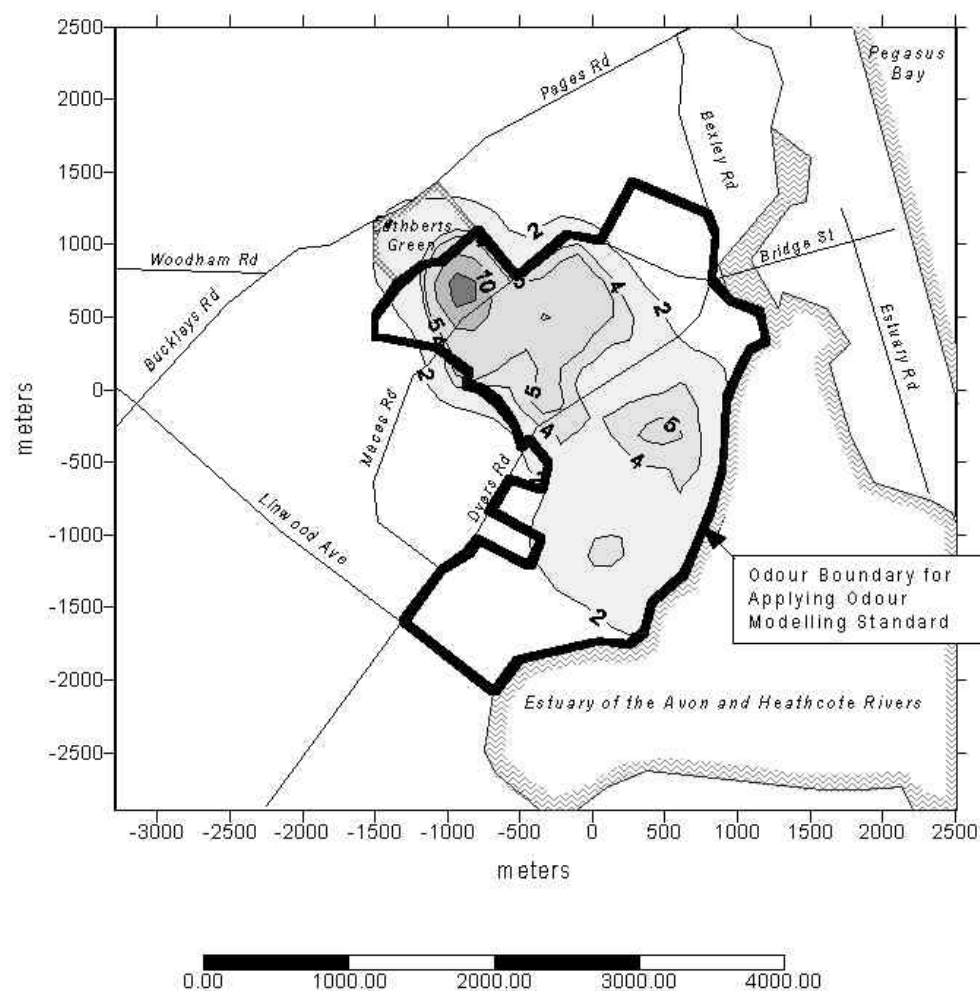 2500
2000
1500
1000
500
0
-500
-1000
-1500
-2000
-2500
meters
Pegasus
Bay
Pages Rd
Bexley Rd
Cuthberts
Green
2
Bridge St
Woodham Rd
10
5
4
2
Buckleys Rd
Estuary Rd
5
4
2
5
4
Maces Rd
5
4
Dyers Rd
Linwood Ave
2
Odour Boundary for
Applying Odour
Modelling Standard
Estuary of the Avon and Heathcote Rivers
-3000 -2500 -2000 -1500 -1000 -500 0 500 1000 1500 2000 2500
meters
0.00 1000.00 2000.00 3000.00 4000.00